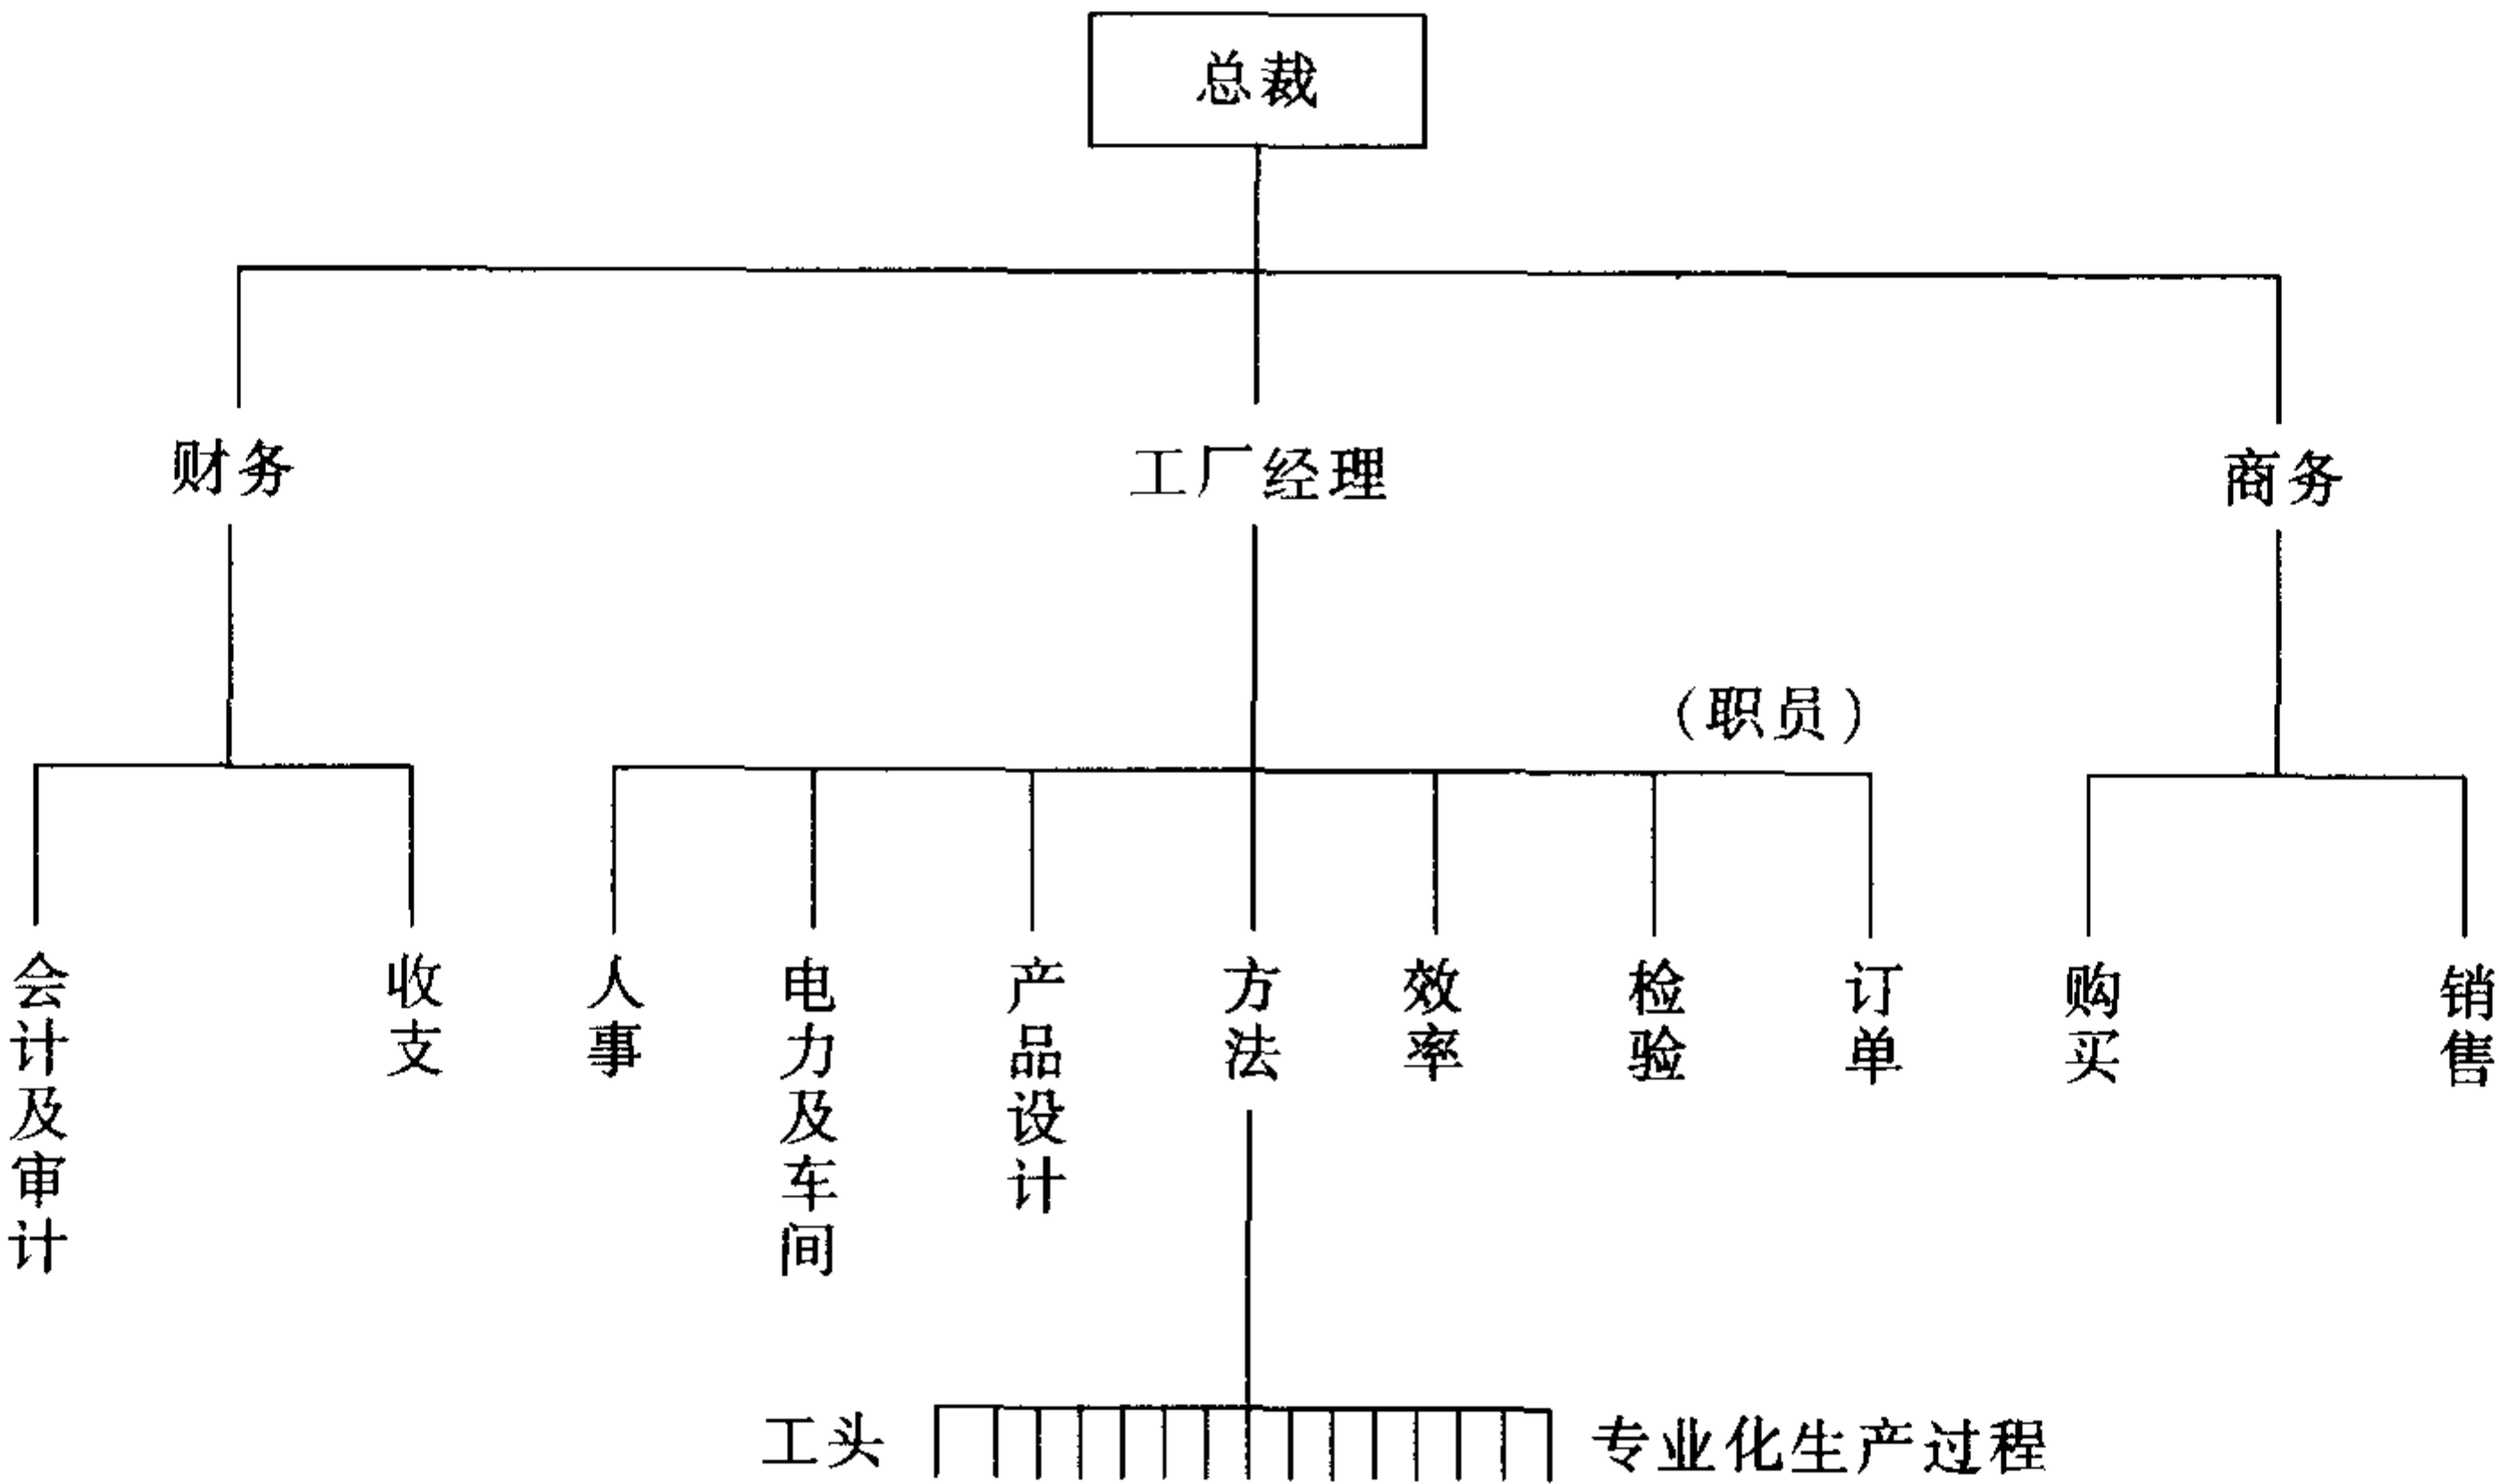 总裁
财务
工厂经理
商务
（职员）
会计及审计
收支
人事
电力及车间
产品设计
方法
效率
检验
订单
购买
销售
工头
专业化生产过程